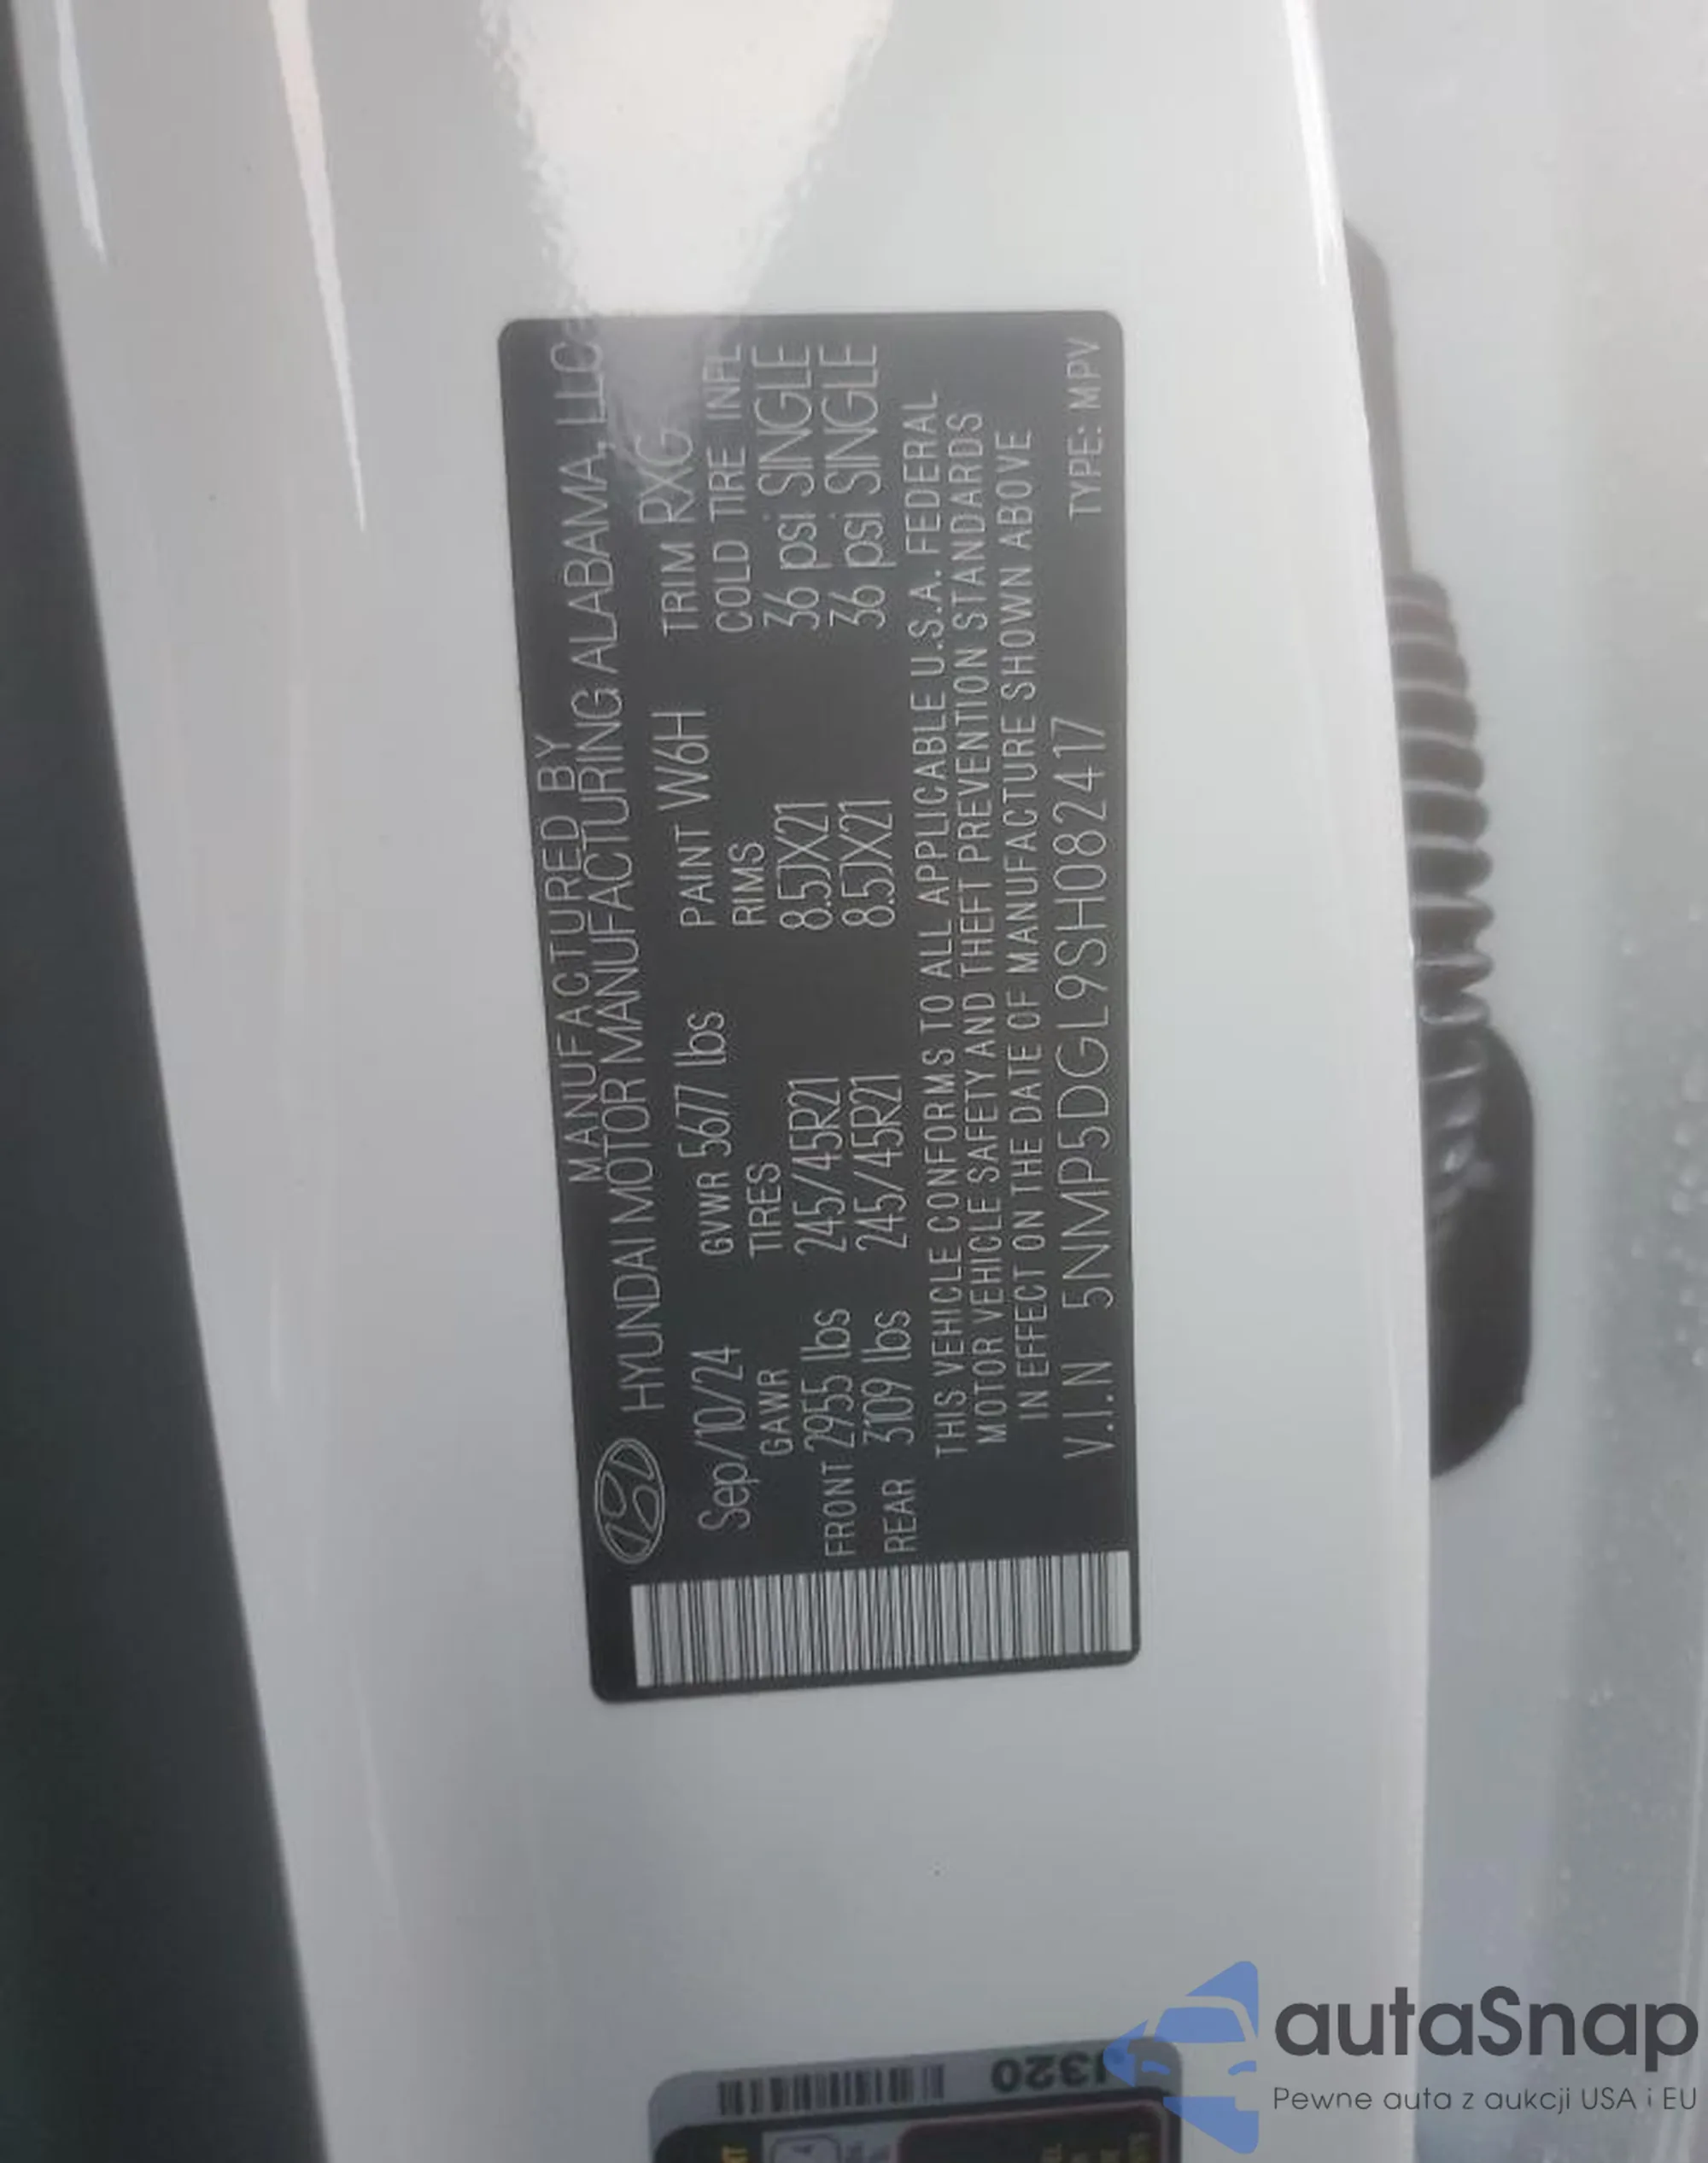 MANUFACTURED BY
HYUNDAI MOTOR MANUFACTURING ALABAMA, LLC
Sep/10/24 GVWR 5677 lbs PAINT W6H TRIM RXG
GAWR TIRES RIMS COLD TIRE INFL
FRONT 2955 lbs 245/45R21 8.5JX21 36 psi SINGLE
REAR 3109 lbs 245/45R21 8.5JX21 36 psi SINGLE
THIS VEHICLE CONFORMS TO ALL APPLICABLE U.S.A. FEDERAL
MOTOR VEHICLE SAFETY AND THEFT PREVENTION STANDARDS
IN EFFECT ON THE DATE OF MANUFACTURE SHOWN ABOVE
V.I.N 5NMP5DGL9SH082417 TYPE: MPV
autaSnap
Pewne auta z aukcji USA i EU